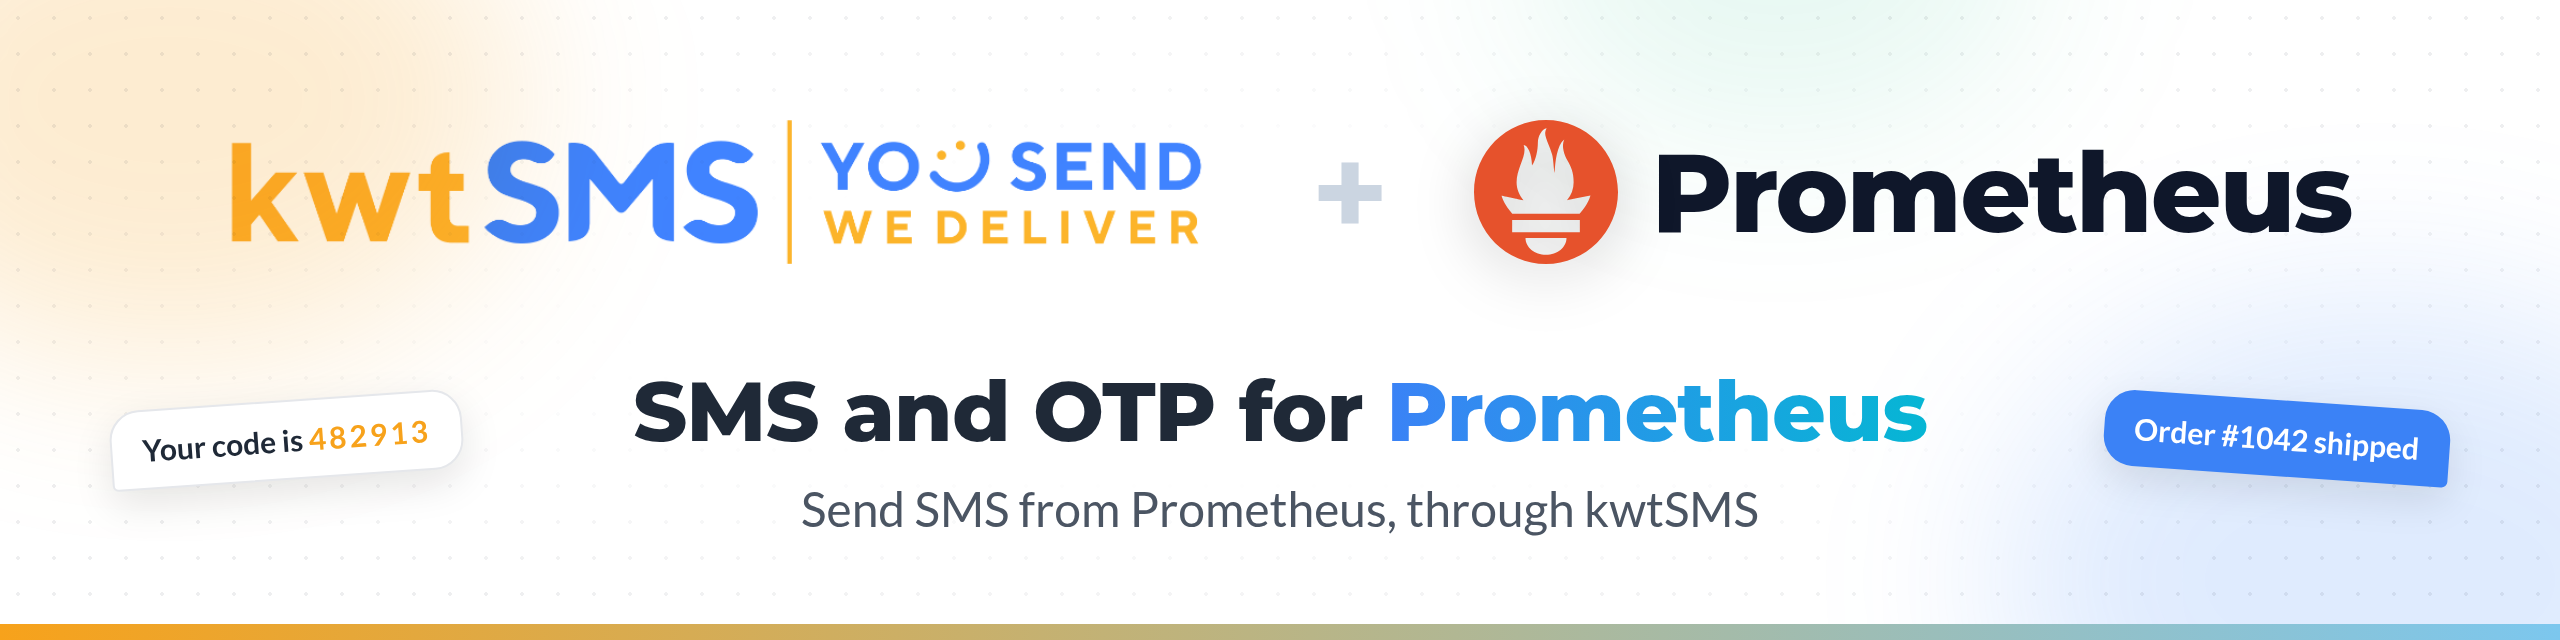 kwtSMS
YOU SEND
WE DELIVER
+
Prometheus
SMS and OTP for Prometheus
Your code is 482913
Order #1042 shipped
Send SMS from Prometheus, through kwtSMS